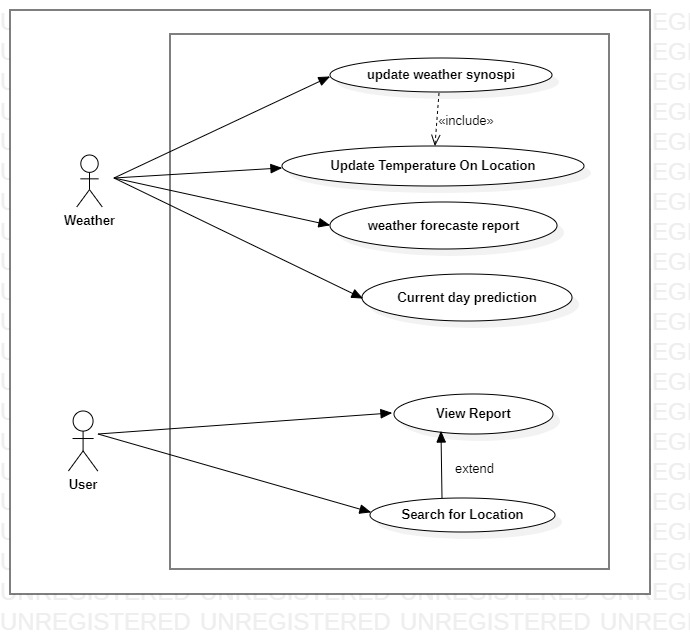 update weather synospi
«include»
Update Temperature On Location
Weather
weather forecaste report
Current day prediction
View Report
User
extend
Search for Location
UNREGISTERED UNREGISTERED UNREGISTERED UNREG